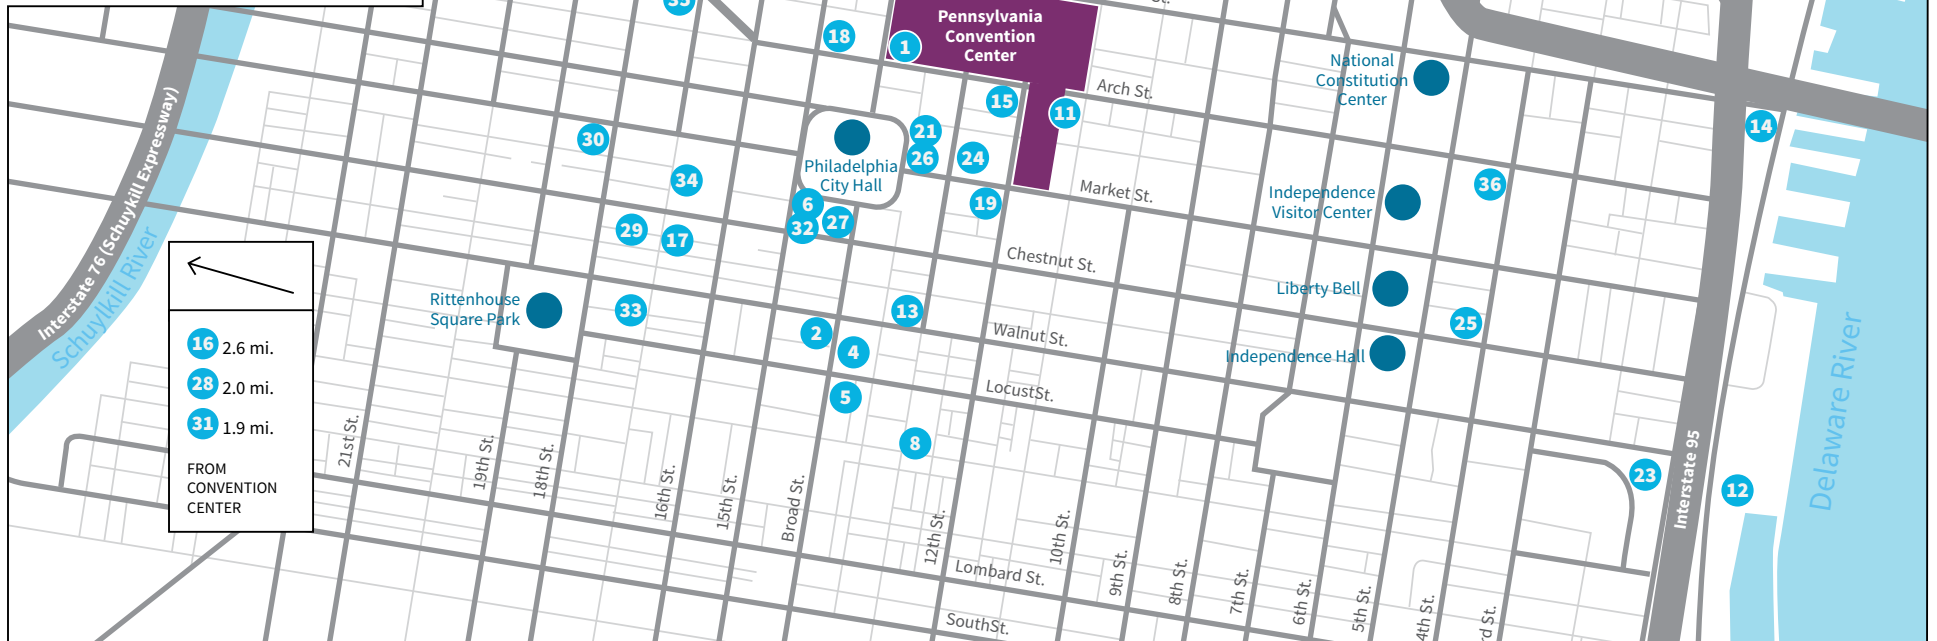 35
St.
Pennsylvania
Convention
Center
18
1
National
Constitution
Center
Arch St.
15
11
14
21
30
26
24
Philadelphia
City Hall
34
Market St.
Independence
Visitor Center
36
6
19
32
27
29
17
Interstate 76 (Schuylkill Expressway)
Schuylkill River
Chestnut St.
Liberty Bell
Rittenhouse
Square Park
33
13
25
2
Walnut St.
4
Independence Hall
16 2.6 mi.
28 2.0 mi.
31 1.9 mi.
FROM
CONVENTION
CENTER
5
LocustSt.
8
Delaware River
Interstate 95
23
12
21st St.
19th St.
18th St.
16th St.
15th St.
Broad St.
12th St.
10th St.
9th St.
8th St.
7th St.
6th St.
5th St.
4th St.
rd St.
Lombard St.
SouthSt.